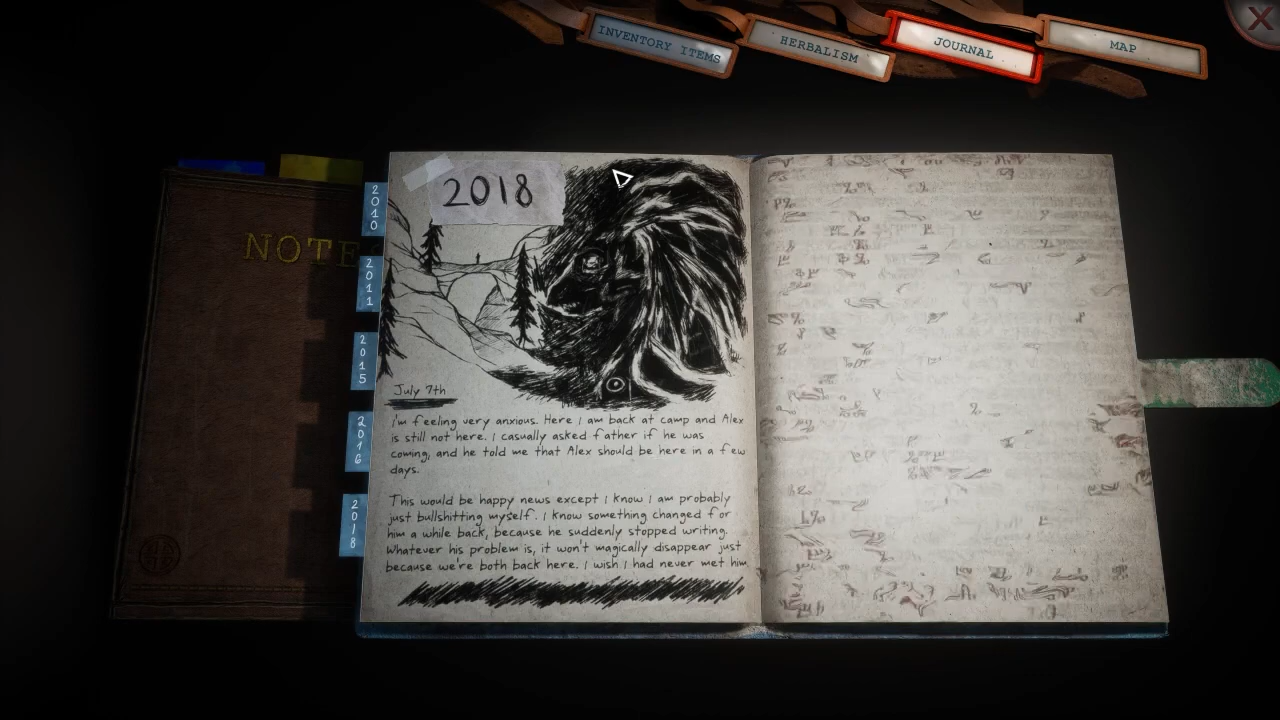 INVENTORY ITEMS
HERBALISM
JOURNAL
MAP
X
NOTE
2010
2011
2015
2016
2018
2018
July 7th
I'm feeling very anxious. Here I am back at camp and Alex
is still not here. I casually asked father if he was
coming, and he told me that Alex should be here in a few
days.
This would be happy news except I know I am probably
just bullshitting myself. I know something changed for
him a while back, because he suddenly stopped writing.
Whatever his problem is, it won't magically disappear just
because we're both back here. I wish I had never met him